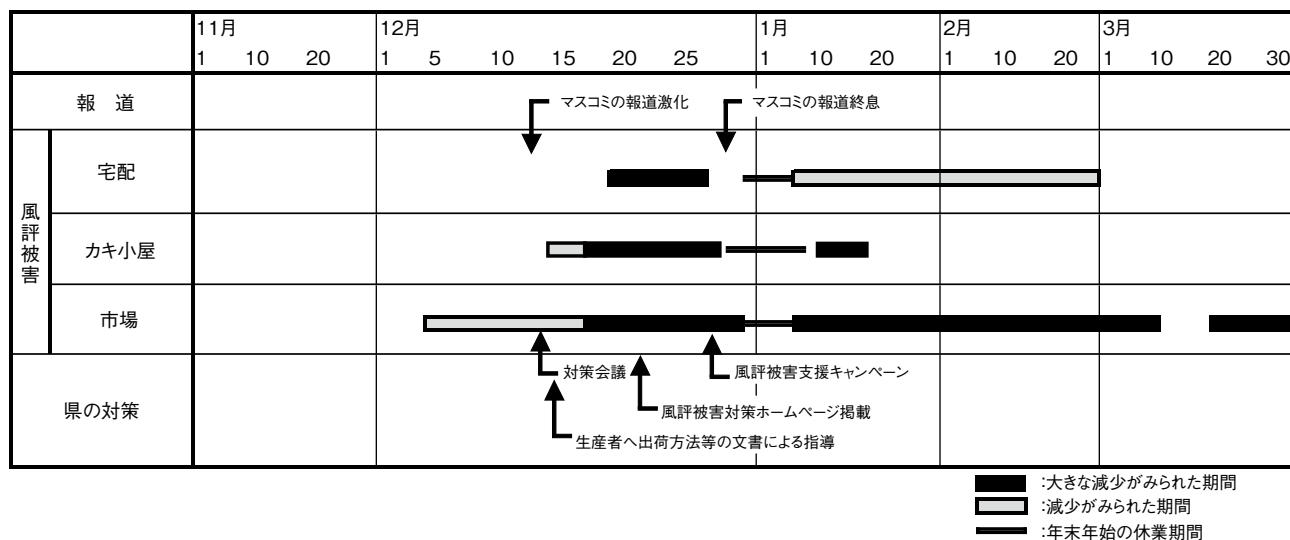 11月 12月 1月 2月 3月
1 10 20 1 5 10 15 20 25 1 10 20 1 10 20 1 10 20 30
報 道
マスコミの報道激化
マスコミの報道終息
風評被害
宅配
カキ小屋
市場
県の対策
対策会議
風評被害支援キャンペーン
風評被害対策ホームページ掲載
生産者へ出荷方法等の文書による指導
:大きな減少がみられた期間
:減少がみられた期間
:年末年始の休業期間